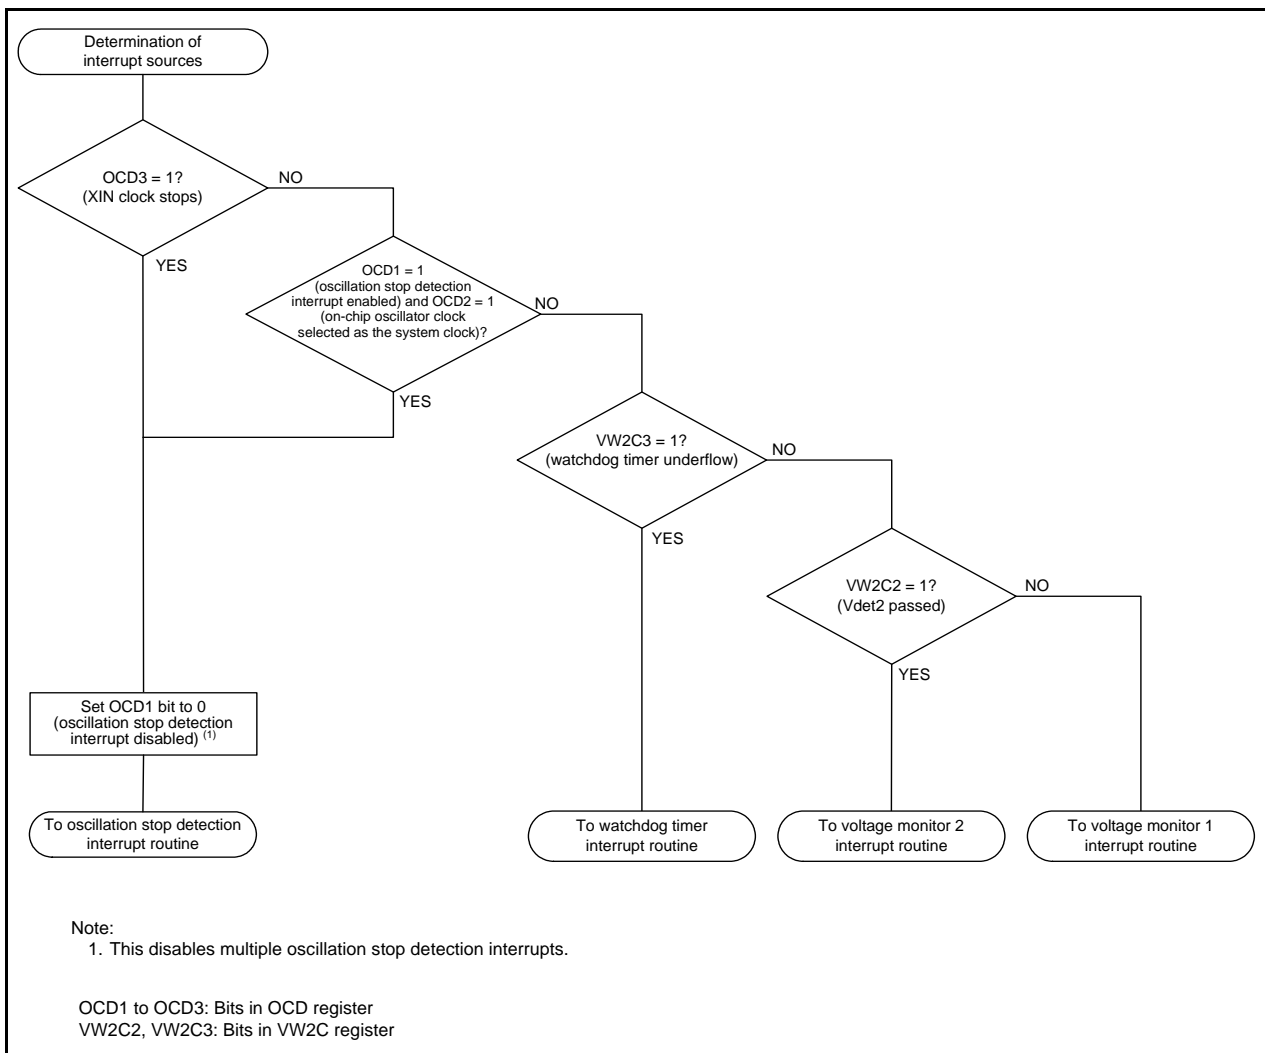 Determination of
interrupt sources
OCD3 = 1?
(XIN clock stops)
NO
YES
OCD1 = 1
(oscillation stop detection
interrupt enabled) and OCD2 = 1
(on-chip oscillator clock
selected as the system clock)?
NO
YES
VW2C3 = 1?
(watchdog timer underflow)
NO
YES
VW2C2 = 1?
(Vdet2 passed)
NO
YES
Set OCD1 bit to 0
(oscillation stop detection
interrupt disabled) (1)
To oscillation stop detection
interrupt routine
To watchdog timer
interrupt routine
To voltage monitor 2
interrupt routine
To voltage monitor 1
interrupt routine
Note:
1. This disables multiple oscillation stop detection interrupts.
OCD1 to OCD3: Bits in OCD register
VW2C2, VW2C3: Bits in VW2C register